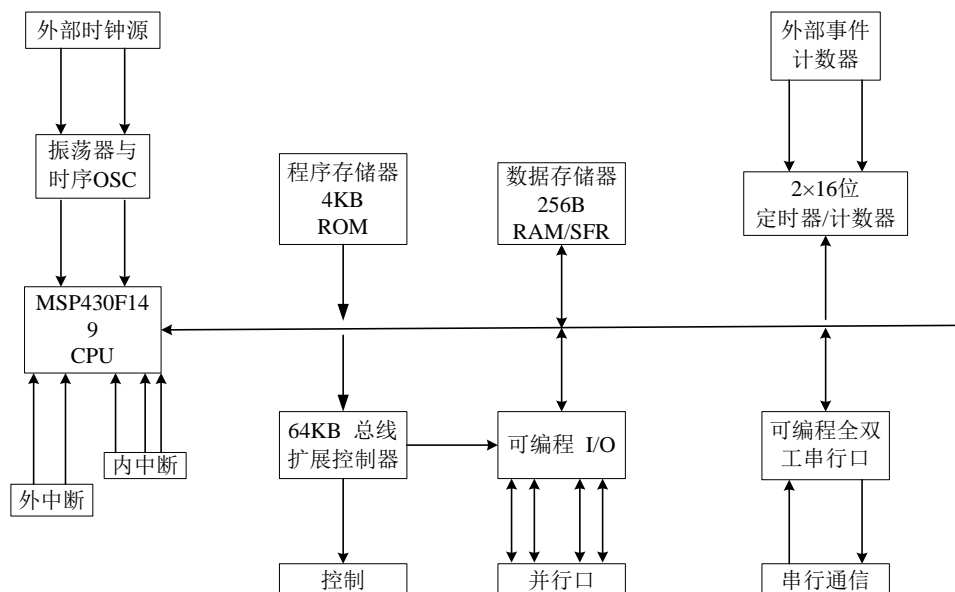 外部时钟源
外部事件
计数器
振荡器与
时序OSC
程序存储器
4KB
ROM
数据存储器
256B
RAM/SFR
2×16位
定时器/计数器
MSP430F14
9
CPU
64KB 总线
扩展控制器
可编程 I/O
可编程全双
工串行口
内中断
外中断
控制
并行口
串行通信